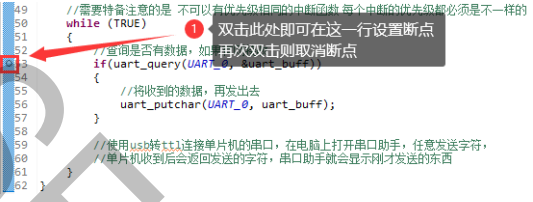 49 //需要特备注意的是 不可以有优先级相同的中断函数 每个中断的优先级都必须是不一样的
50 while (TRUE)
51 {
52 //查询是否有数据,如果
1 双击此处即可在这一行设置断点
再次双击则取消断点
53 if(uart_query(UART_0, &uart_buff))
54 {
55 //将收到的数据,再发出去
56 uart_putchar(UART_0, uart_buff);
57 }
58
59 //使用usb转ttl连接单片机的串口,在电脑上打开串口助手,任意发送字符,
60 //单片机收到后会返回发送的字符,串口助手就会显示刚才发送的东西
61 }
62 }